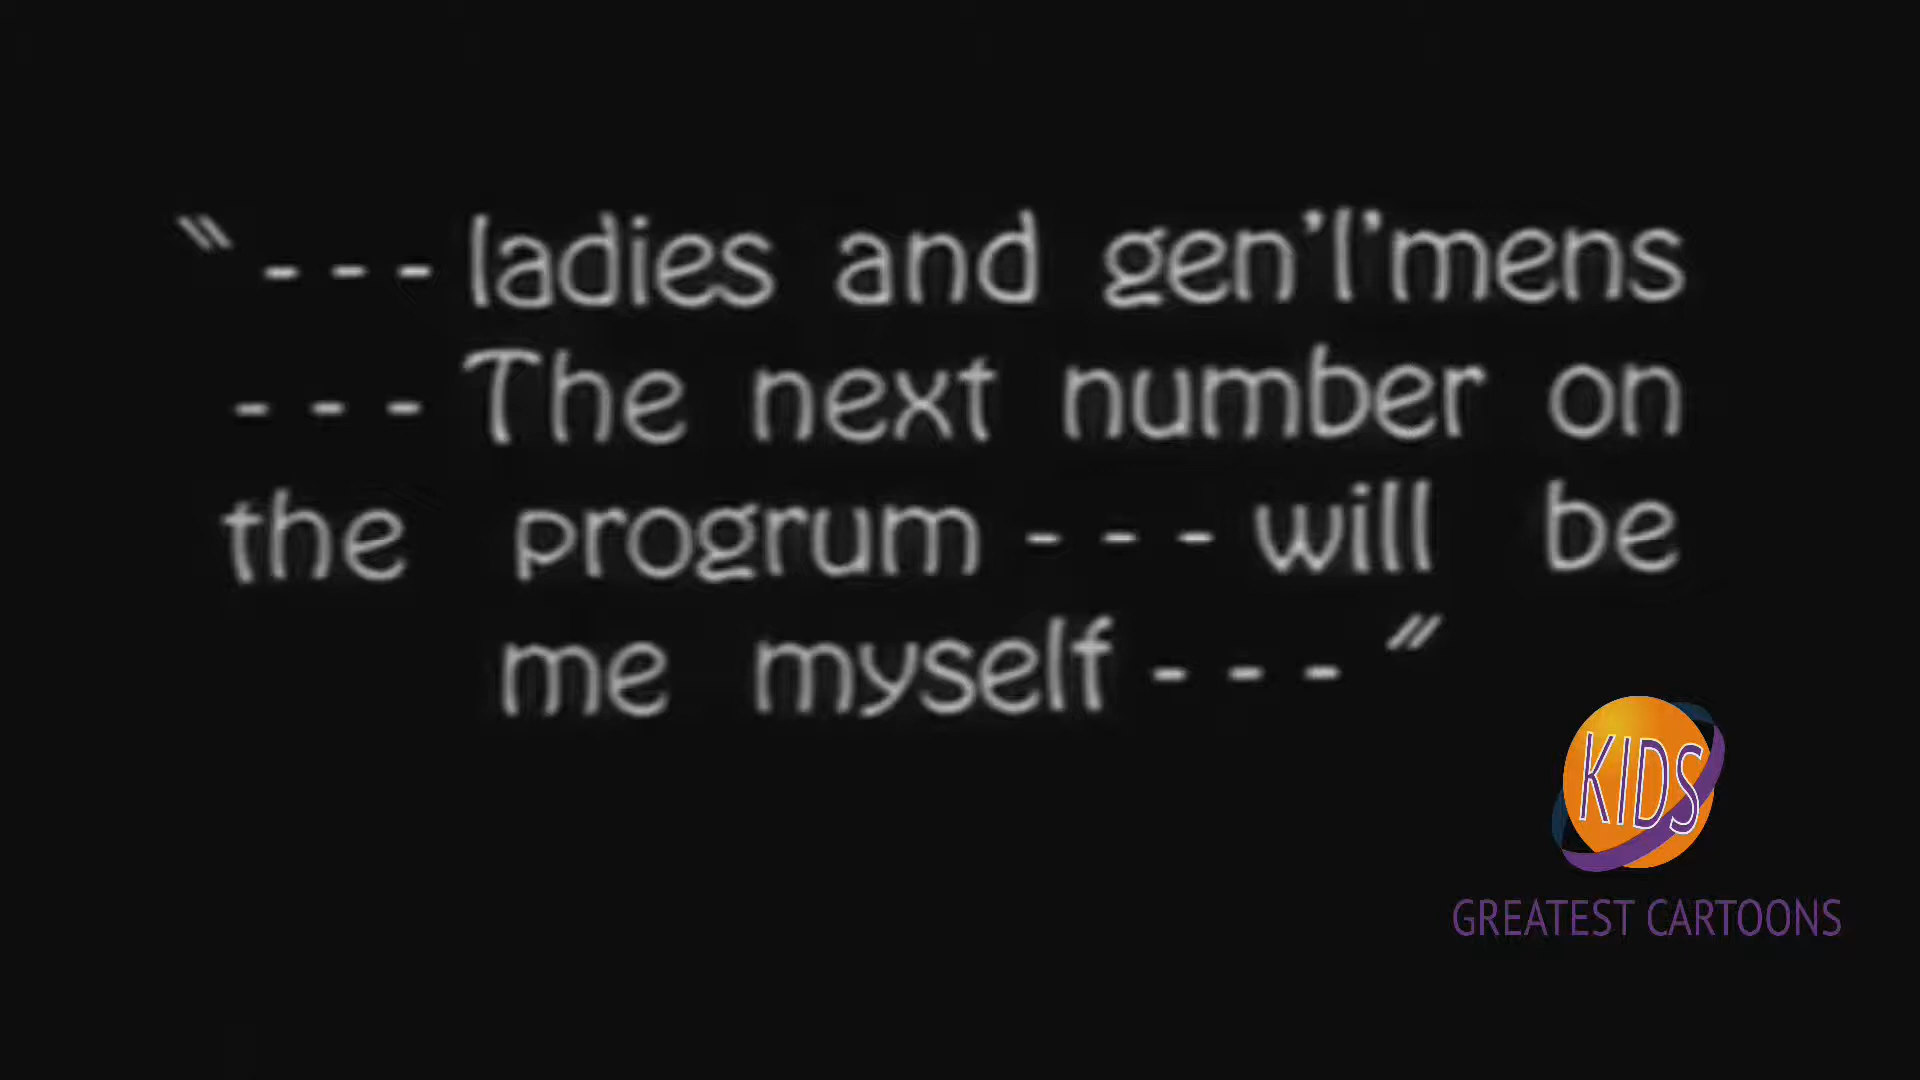 "---ladies and gen'l'mens
---The next number on
the progrum---will be
me myself---"
KIDS
GREATEST CARTOONS